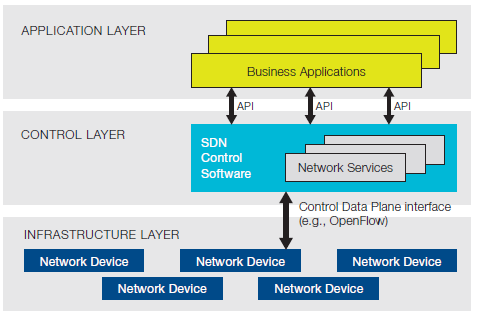 APPLICATION LAYER
Business Applications
API API API
CONTROL LAYER
SDN
Control
Software
Network Services
Control Data Plane interface
(e.g., OpenFlow)
INFRASTRUCTURE LAYER
Network Device Network Device Network Device
Network Device Network Device